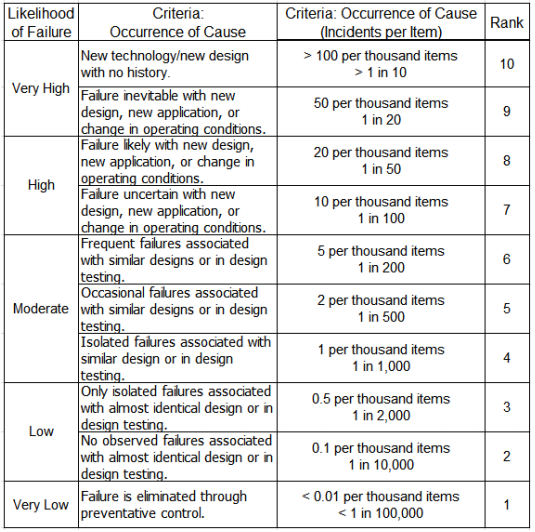 Likelihood
of Failure
Criteria:
Occurrence of Cause
Criteria: Occurrence of Cause
(Incidents per Item)
Rank
Very High
New technology/new design
with no history.
> 100 per thousand items
> 1 in 10
10
Failure inevitable with new
design, new application, or
change in operating conditions.
50 per thousand items
1 in 20
9
High
Failure likely with new design,
new application, or change in
operating conditions.
20 per thousand items
1 in 50
8
Failure uncertain with new
design, new application, or
change in operating conditions.
10 per thousand items
1 in 100
7
Moderate
Frequent failures associated
with similar designs or in design
testing.
5 per thousand items
1 in 200
6
Occasional failures associated
with similar designs or in design
testing.
2 per thousand items
1 in 500
5
Isolated failures associated with
similar design or in design
testing.
1 per thousand items
1 in 1,000
4
Low
Only isolated failures associated
with almost identical design or in
design testing.
0.5 per thousand items
1 in 2,000
3
No observed failures associated
with almost identical design or in
design testing.
0.1 per thousand items
1 in 10,000
2
Very Low
Failure is eliminated through
preventative control.
< 0.01 per thousand items
< 1 in 100,000
1